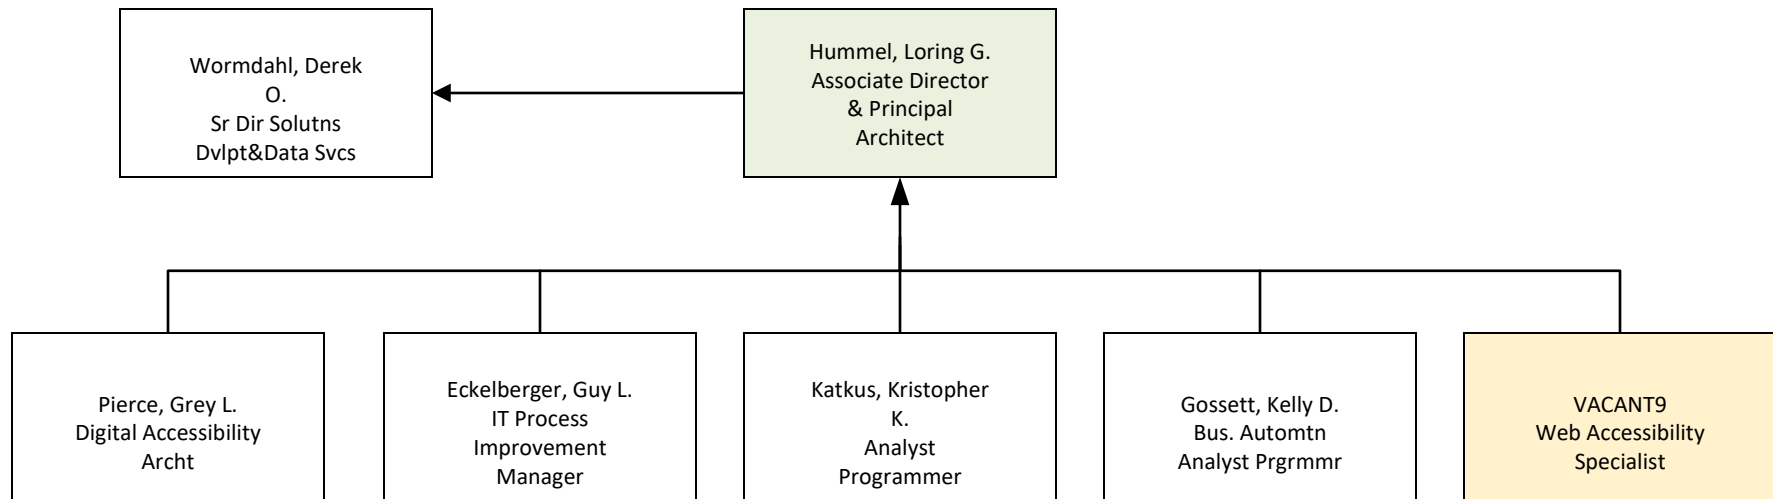 Wormdahl, Derek
O.
Sr Dir Solutns
Dvlpt&Data Svcs
Hummel, Loring G.
Associate Director
& Principal
Architect
Pierce, Grey L.
Digital Accessibility
Archt
Eckelberger, Guy L.
IT Process
Improvement
Manager
Katkus, Kristopher
K.
Analyst
Programmer
Gossett, Kelly D.
Bus. Automtn
Analyst Prgrmmr
VACANT9
Web Accessibility
Specialist